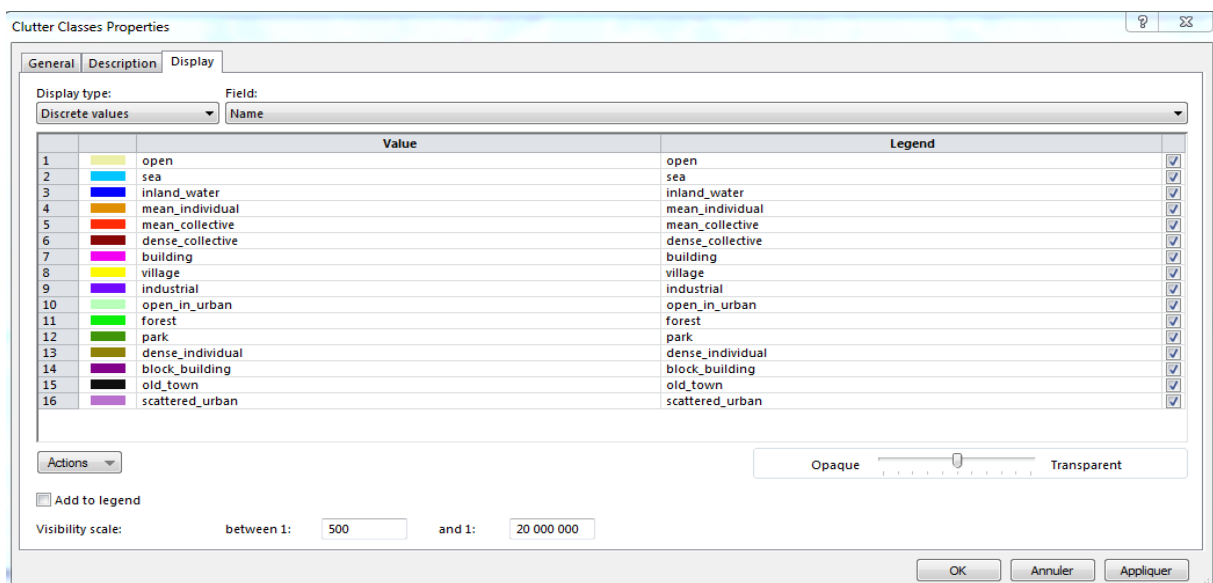 Clutter Classes Properties
General Description Display
Display type: Field:
Discrete values Name
Value Legend
1 open open
2 sea sea
3 inland_water inland_water
4 mean_individual mean_individual
5 mean_collective mean_collective
6 dense_collective dense_collective
7 building building
8 village village
9 industrial industrial
10 open_in_urban open_in_urban
11 forest forest
12 park park
13 dense_individual dense_individual
14 block_building block_building
15 old_town old_town
16 scattered_urban scattered_urban
Actions Opaque Transparent
Add to legend
Visibility scale: between 1: 500 and 1: 20 000 000
OK Annuler Appliquer